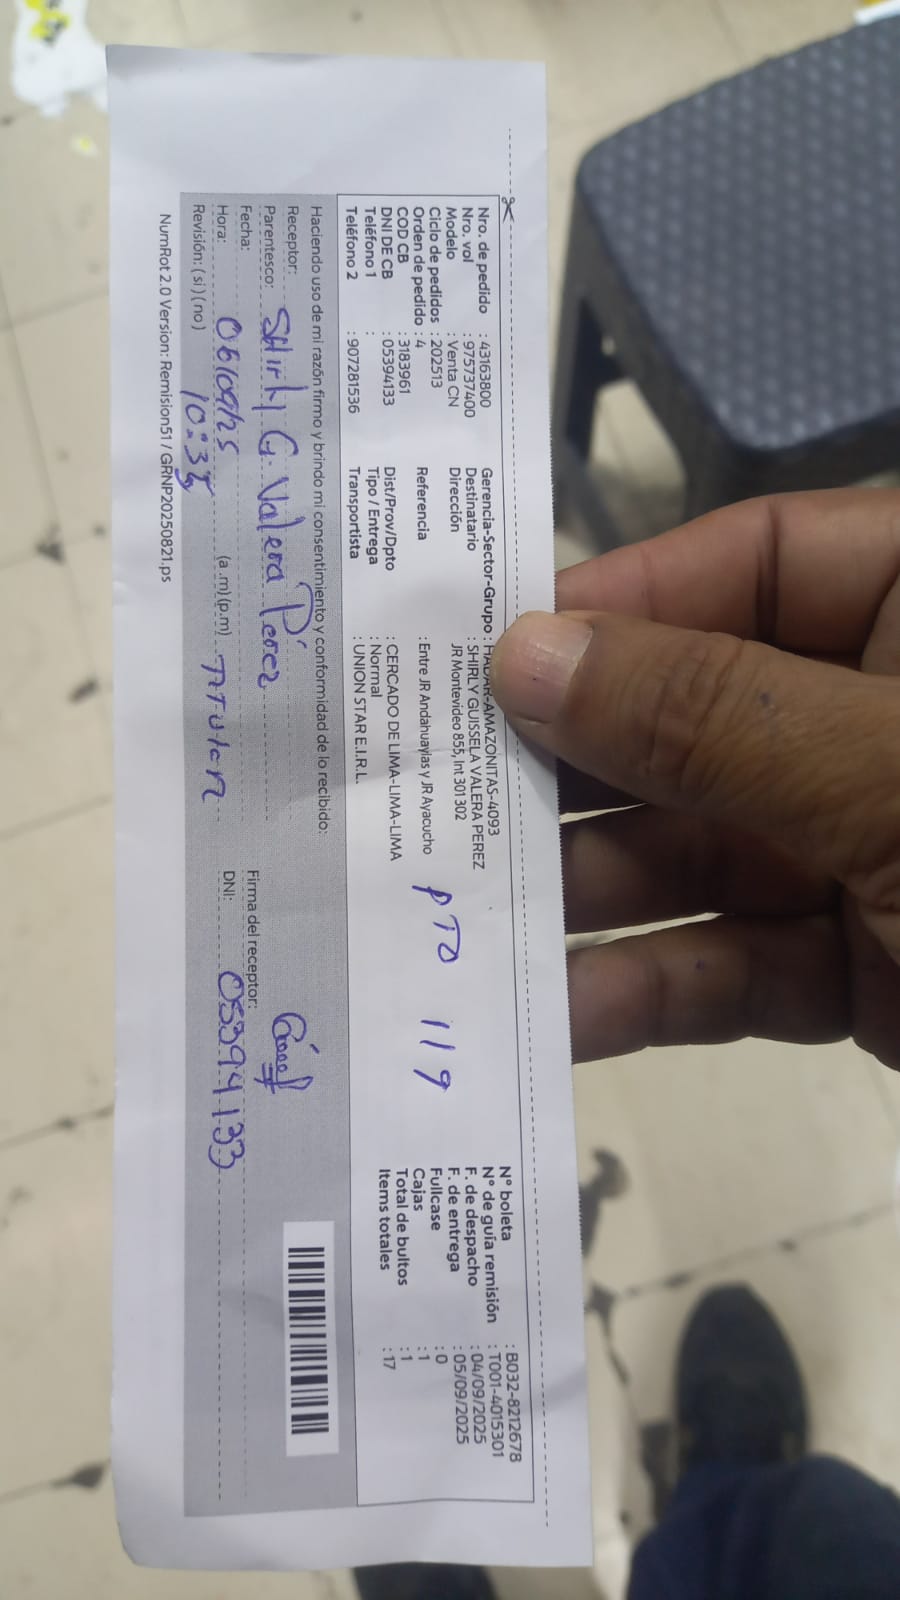 Nro. de pedido : 43163800
Nro. vol : 975737400
Modelo : Venta CN
Ciclo de pedidos : 202513
Orden de pedido : 4
COD CEB : 3183961
DNI DE CB : 05394133
Teléfono 1 :
Teléfono 2 : 907281536
Gerencia-Sector-Grupo : HADAR-AMAZONITAS-4093
Destinatario : SHIRLY GUISSELA VALERA PEREZ
Dirección JR Montevideo 855, Int 301 302
Referencia : Entre JR Andahuaylas y JR Ayacucho
Dist/Prov/Dpto : CERCADO DE LIMA-LIMA-LIMA
Tipo / Entrega : Normal
Transportista : UNION STAR E.I.R.L.
PTO 119
N° boleta : B032-8212678
N° de guía remisión : T001-4015301
F. de despacho : 04/09/2025
F. de entrega : 05/09/2025
Fullcase : 0
Cajas : 1
Total de bultos : 1
Items totales : 17
Haciendo uso de mi razón firmo y brindo mi consentimiento y conformidad de lo recibido:
Receptor: Shirly G. Valera Perez
Parentesco:
Fecha:
Hora: 10:35 (a .m)(p.m)
Revisión: ( si ) ( no )
Firma del receptor:
DNI: 05394133
NumRot 2.0 Version: Remision51 / GRNP20250821.ps